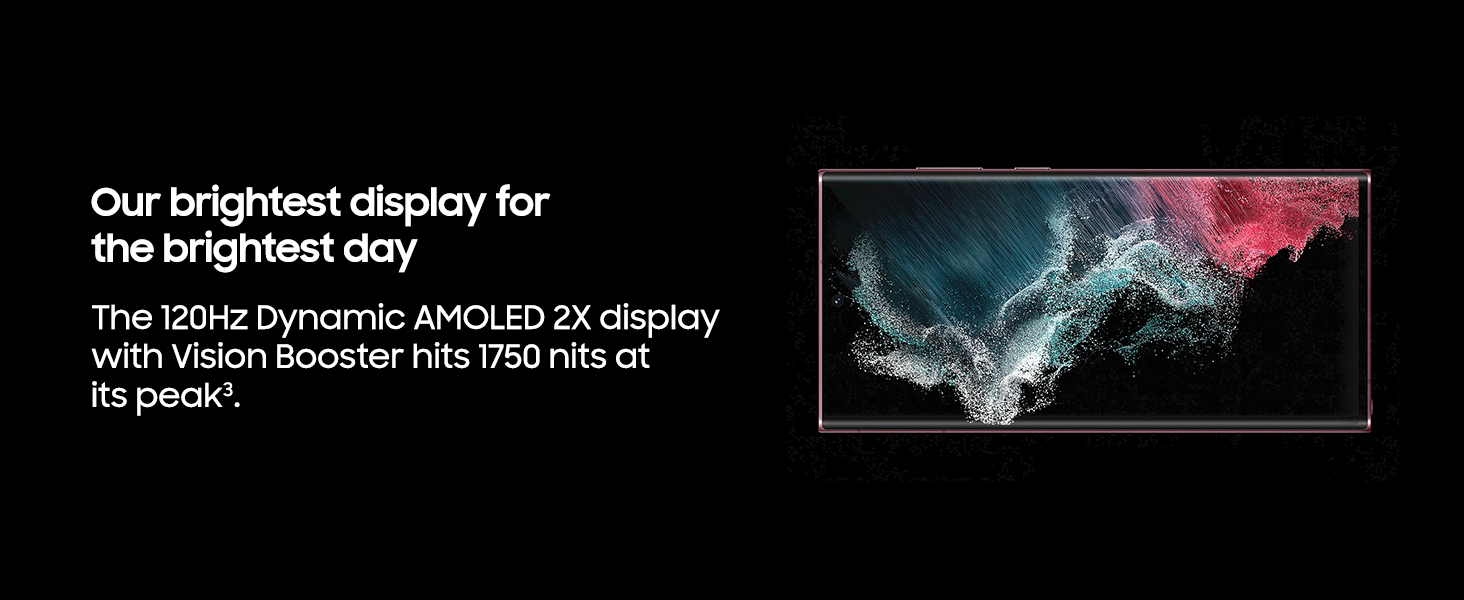 Our brightest display for
the brightest day
The 120Hz Dynamic AMOLED 2X display
with Vision Booster hits 1750 nits at
its peak³.